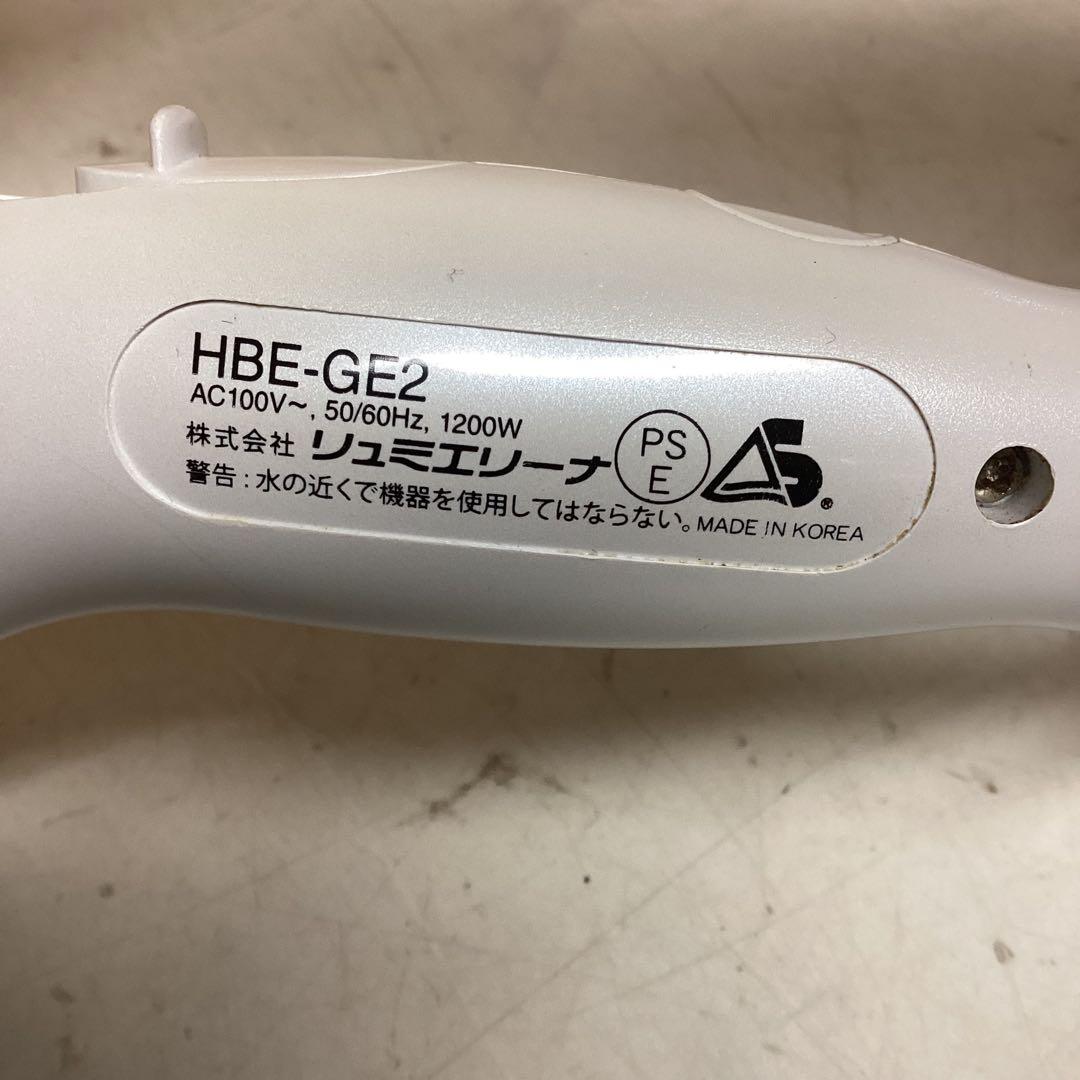 HBE-GE2
AC100V〜, 50/60Hz, 1200W
株式会社 リュミエリーナ PS E S®
警告:水の近くで機器を使用してはならない。MADE IN KOREA